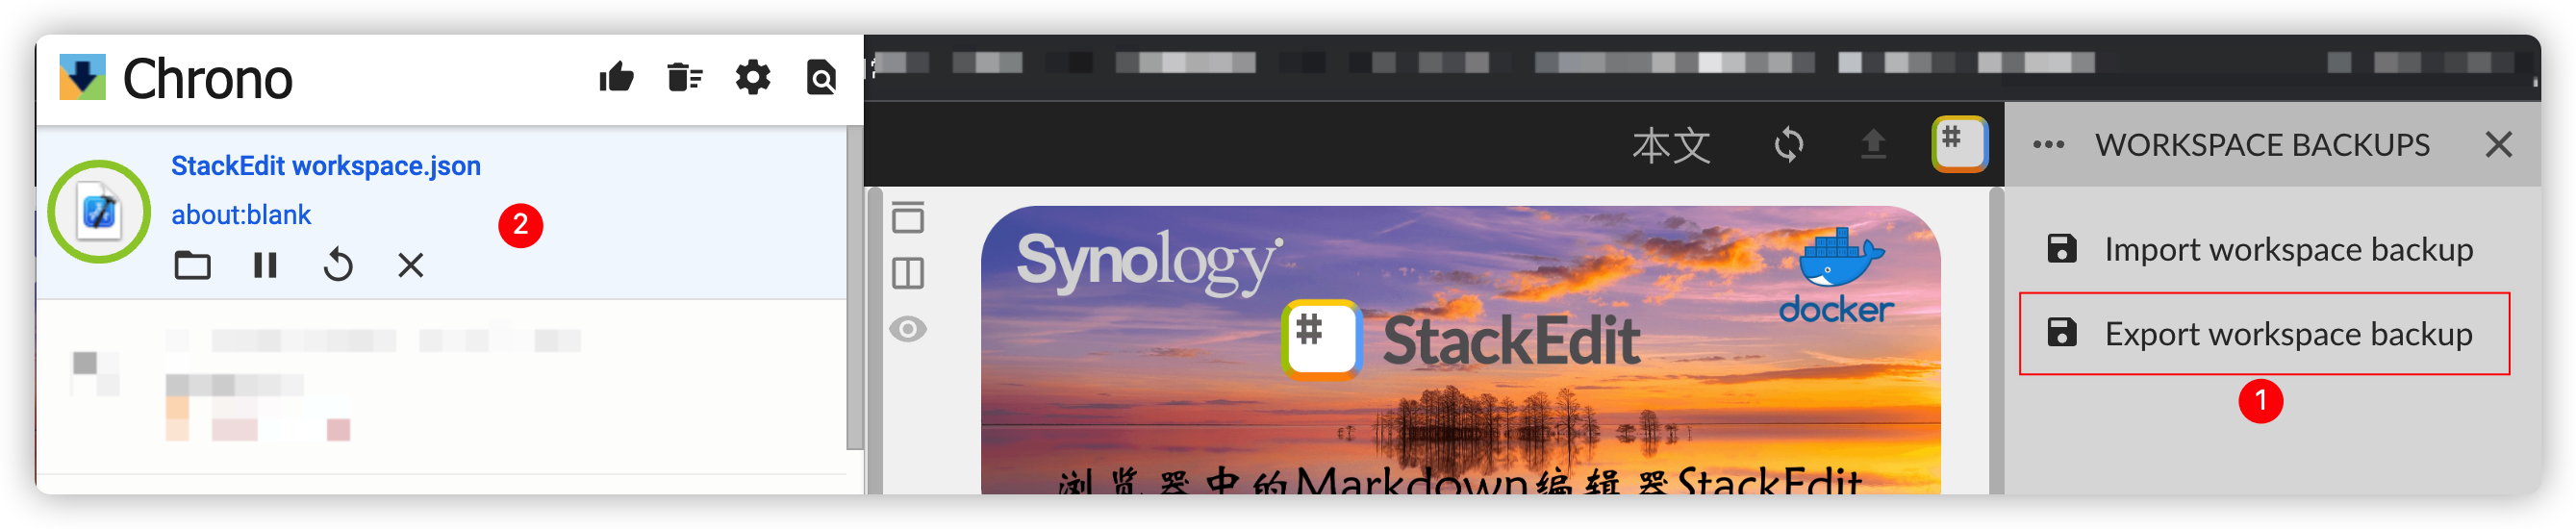 Chrono
StackEdit workspace.json
about:blank
2
本文
Synology
docker
# StackEdit
浏览器中的Markdown编辑器StackEdit
WORKSPACE BACKUPS
Import workspace backup
Export workspace backup
1